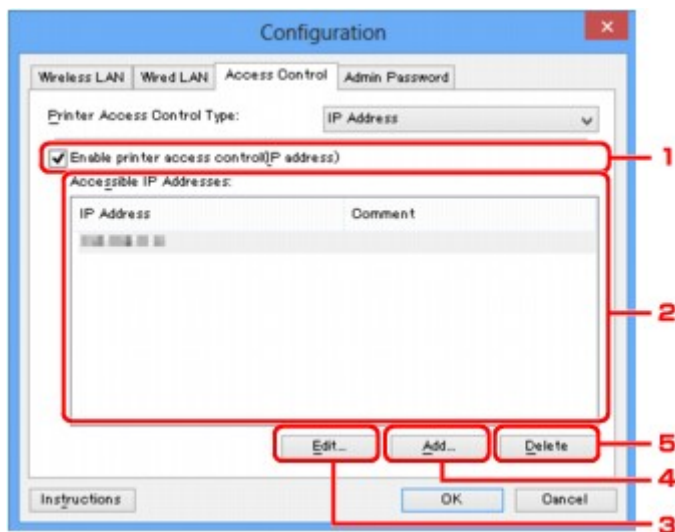 Configuration
Wireless LAN Wired LAN Access Control Admin Password
Printer Access Control Type: IP Address
Enable printer access control(IP address) 1
Accessible IP Addresses:
IP Address Comment
2
Edit... Add... Delete 5
4
Instructions OK Cancel
3